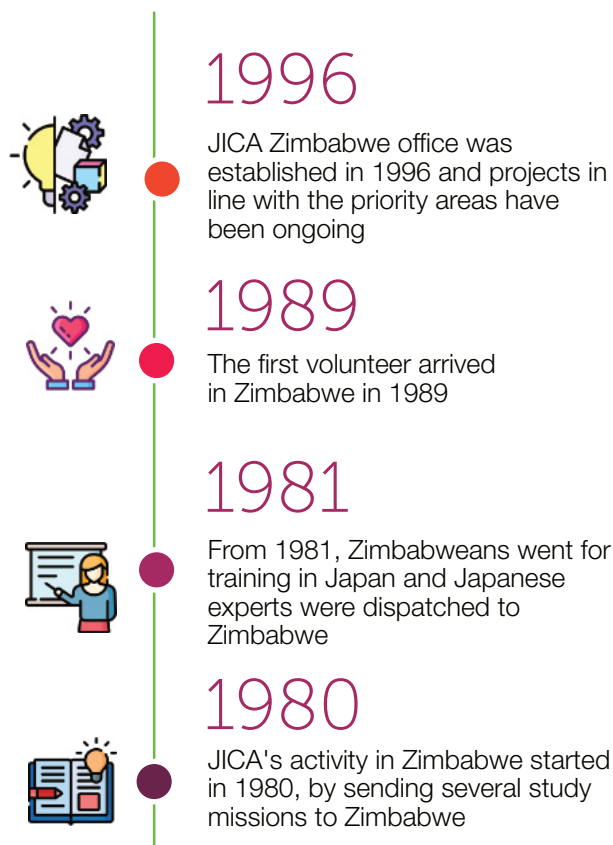 1996
JICA Zimbabwe office was
established in 1996 and projects in
line with the priority areas have
been ongoing
1989
The first volunteer arrived
in Zimbabwe in 1989
1981
From 1981, Zimbabweans went for
training in Japan and Japanese
experts were dispatched to
Zimbabwe
1980
JICA's activity in Zimbabwe started
in 1980, by sending several study
missions to Zimbabwe